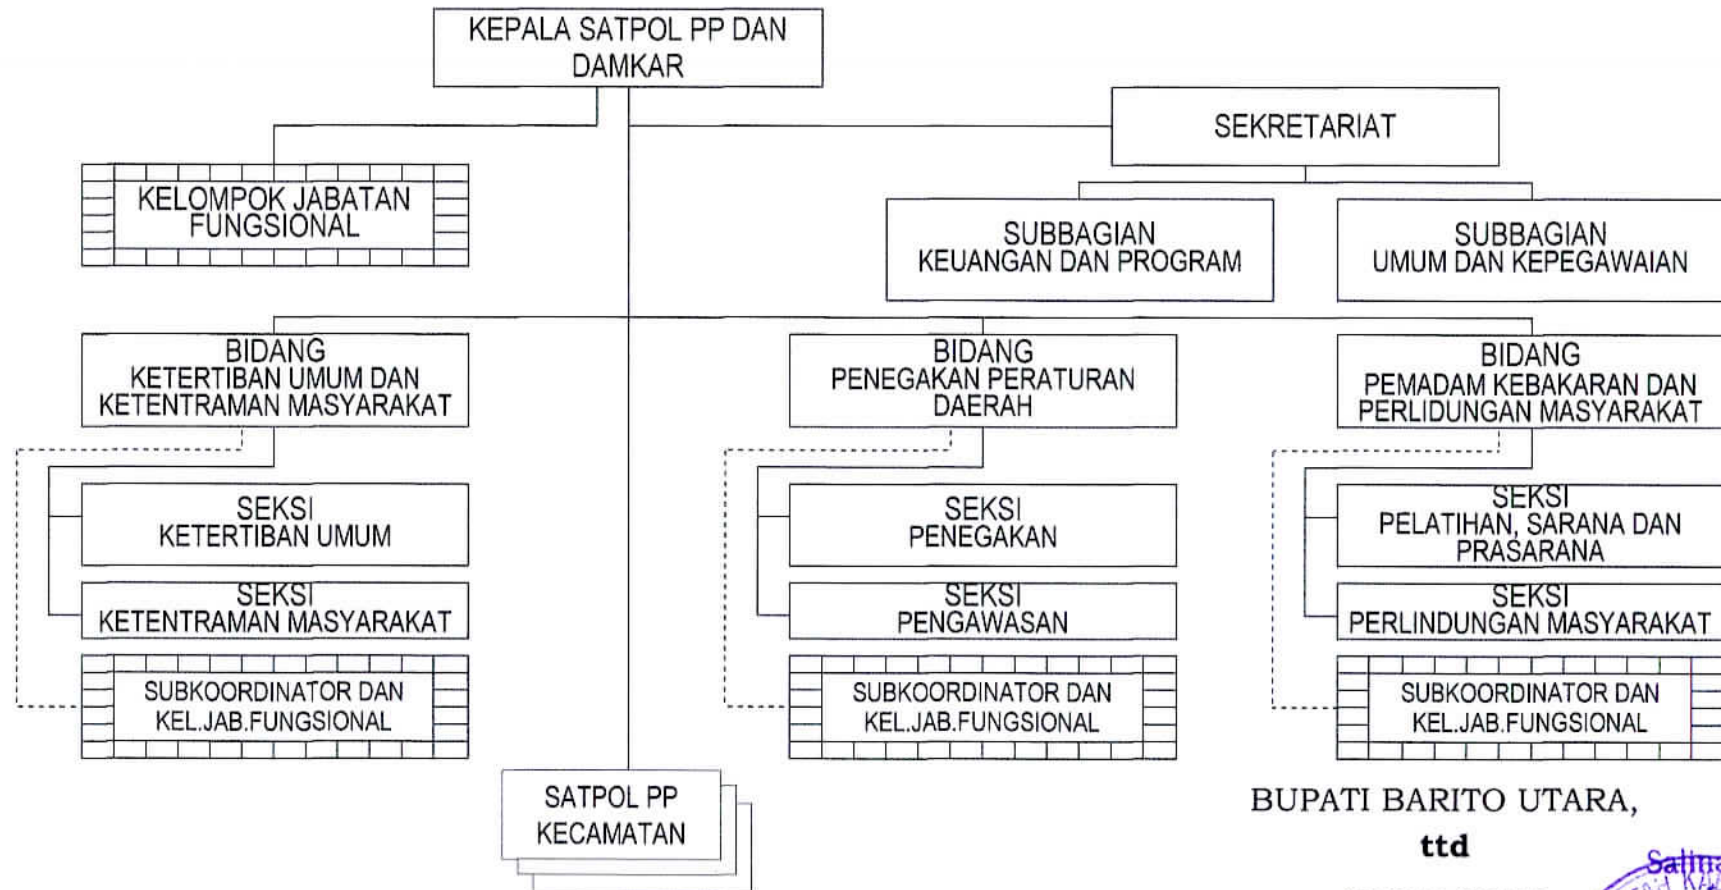 KEPALA SATPOL PP DAN
DAMKAR
SEKRETARIAT
KELOMPOK JABATAN
FUNGSIONAL
SUBBAGIAN
KEUANGAN DAN PROGRAM
SUBBAGIAN
UMUM DAN KEPEGAWAIAN
BIDANG
KETERTIBAN UMUM DAN
KETENTRAMAN MASYARAKAT
BIDANG
PENEGAKAN PERATURAN
DAERAH
BIDANG
PEMADAM KEBAKARAN DAN
PERLIDUNGAN MASYARAKAT
SEKSI
KETERTIBAN UMUM
SEKSI
PENEGAKAN
SEKSI
PELATIHAN, SARANA DAN
PRASARANA
SEKSI
KETENTRAMAN MASYARAKAT
SEKSI
PENGAWASAN
SEKSI
PERLINDUNGAN MASYARAKAT
SUBKOORDINATOR DAN
KEL.JAB.FUNGSIONAL
SUBKOORDINATOR DAN
KEL.JAB.FUNGSIONAL
SUBKOORDINATOR DAN
KEL.JAB.FUNGSIONAL
SATPOL PP
KECAMATAN
BUPATI BARITO UTARA,
ttd